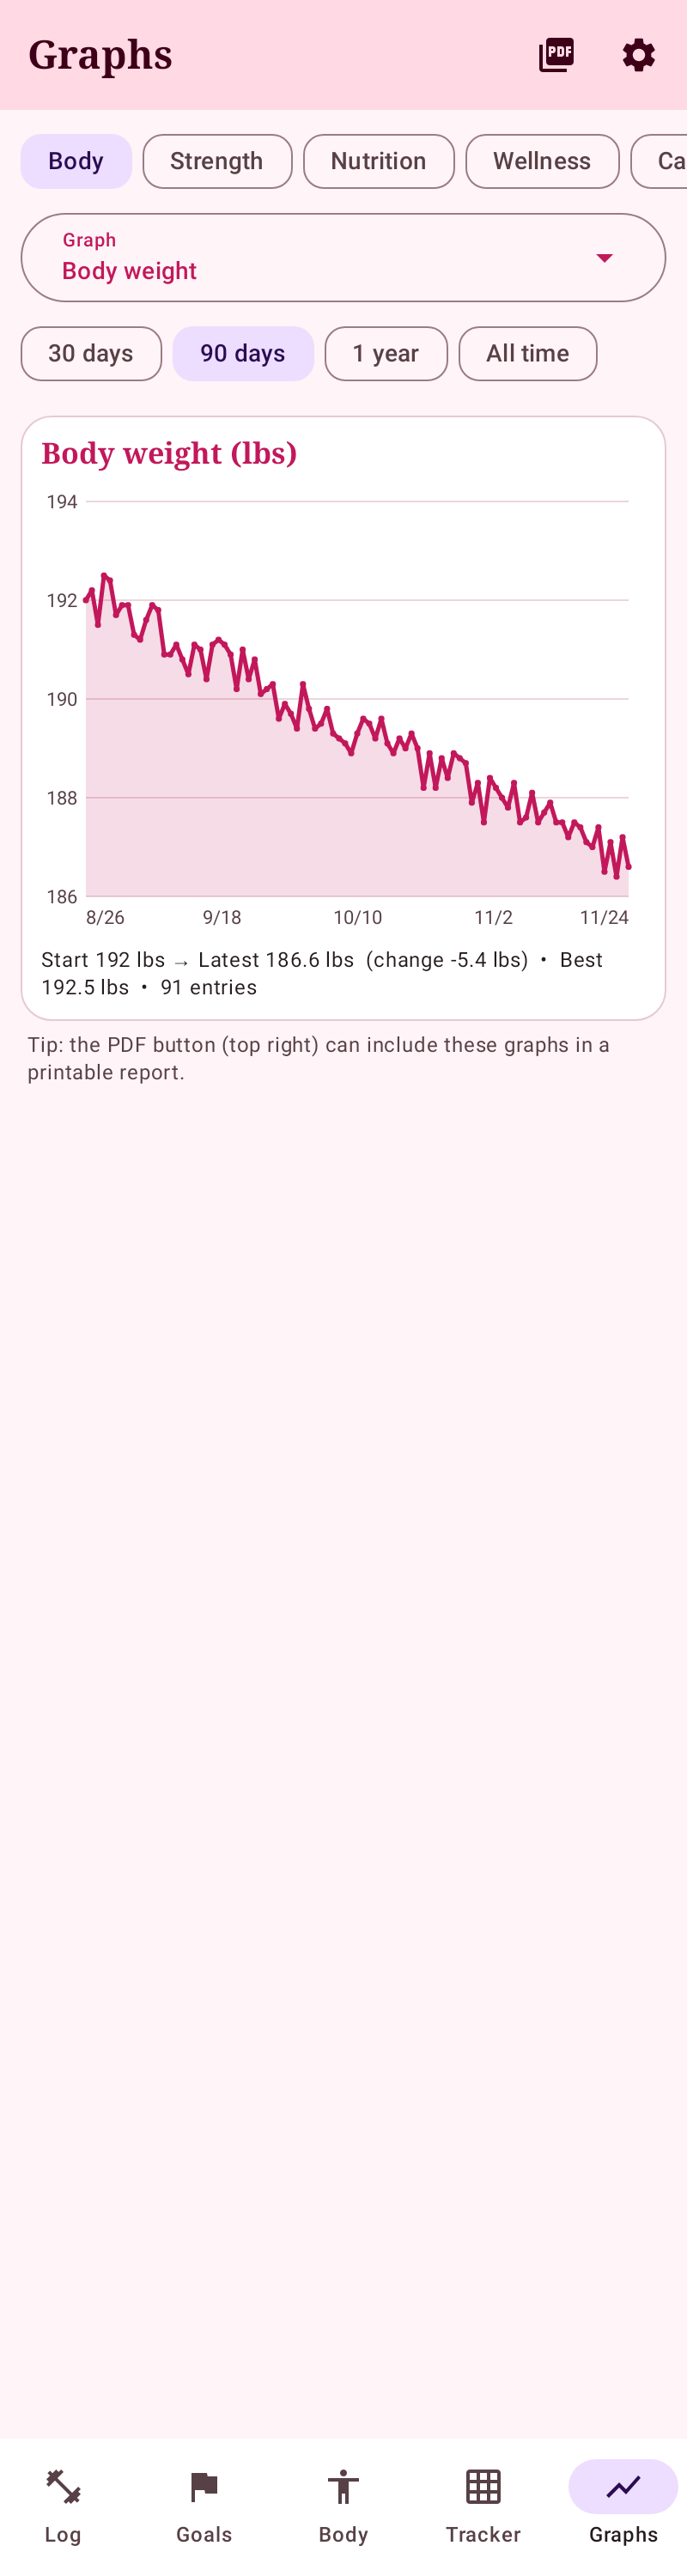 Graphs
PDF
Body
Strength
Nutrition
Wellness
Ca
Graph
Body weight
30 days
90 days
1 year
All time
Body weight (lbs)
194
192
190
188
186
8/26
9/18
10/10
11/2
11/24
Start 192 lbs → Latest 186.6 lbs (change -5.4 lbs) • Best
192.5 lbs • 91 entries
Tip: the PDF button (top right) can include these graphs in a
printable report.
Log
Goals
Body
Tracker
Graphs